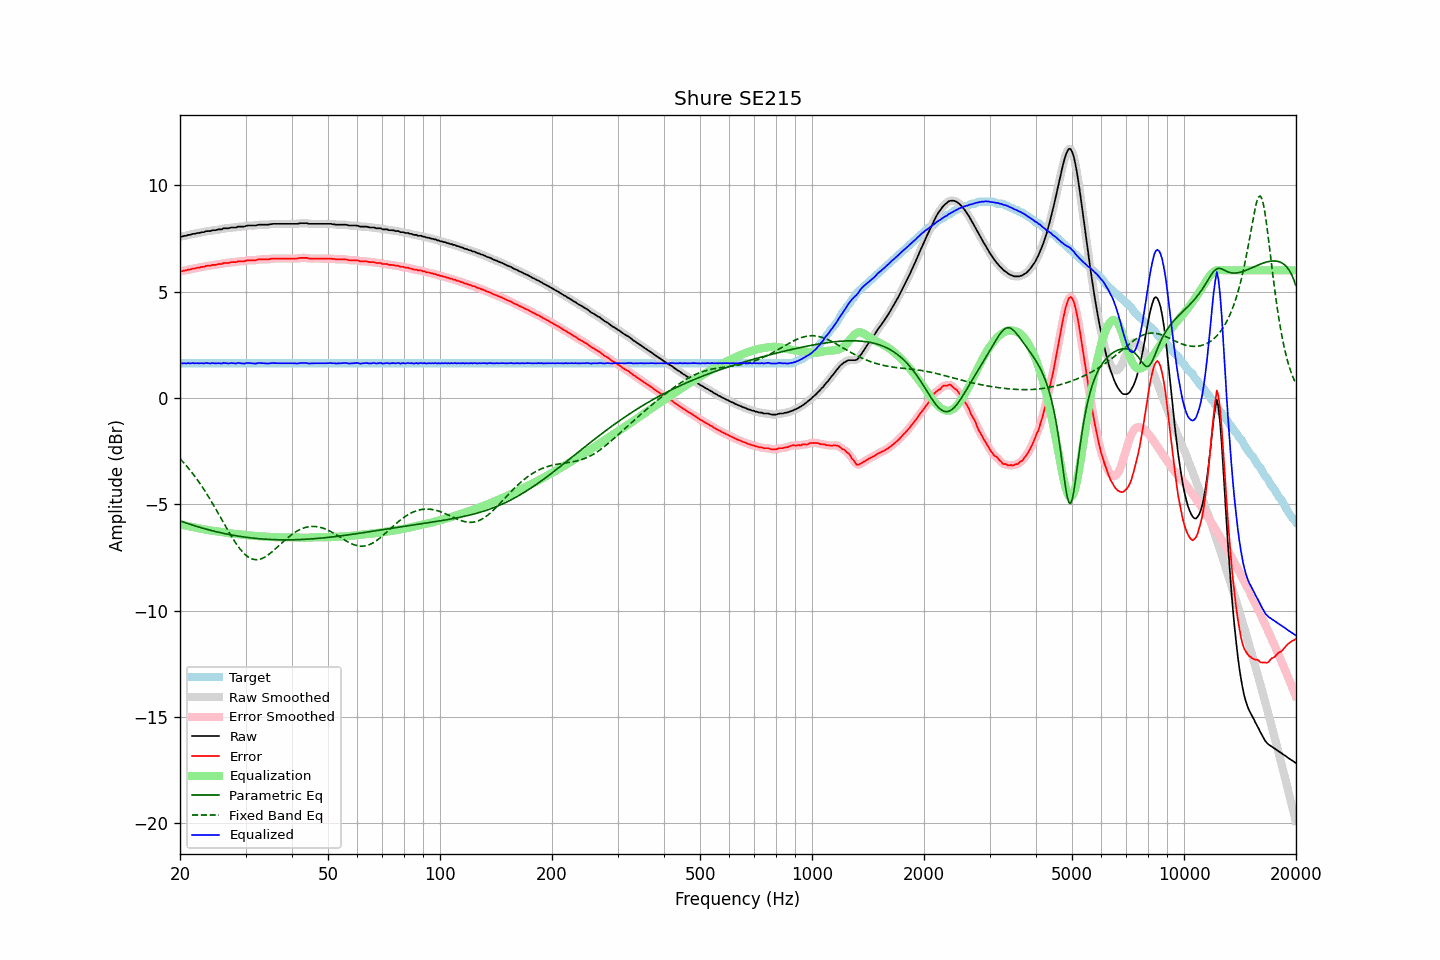 Shure SE215
Amplitude (dBr)
10
5
0
−5
−10
−15
−20
Target
Raw Smoothed
Error Smoothed
Raw
Error
Equalization
Parametric Eq
Fixed Band Eq
Equalized
20 50 100 200 500 1000 2000 5000 10000 20000
Frequency (Hz)